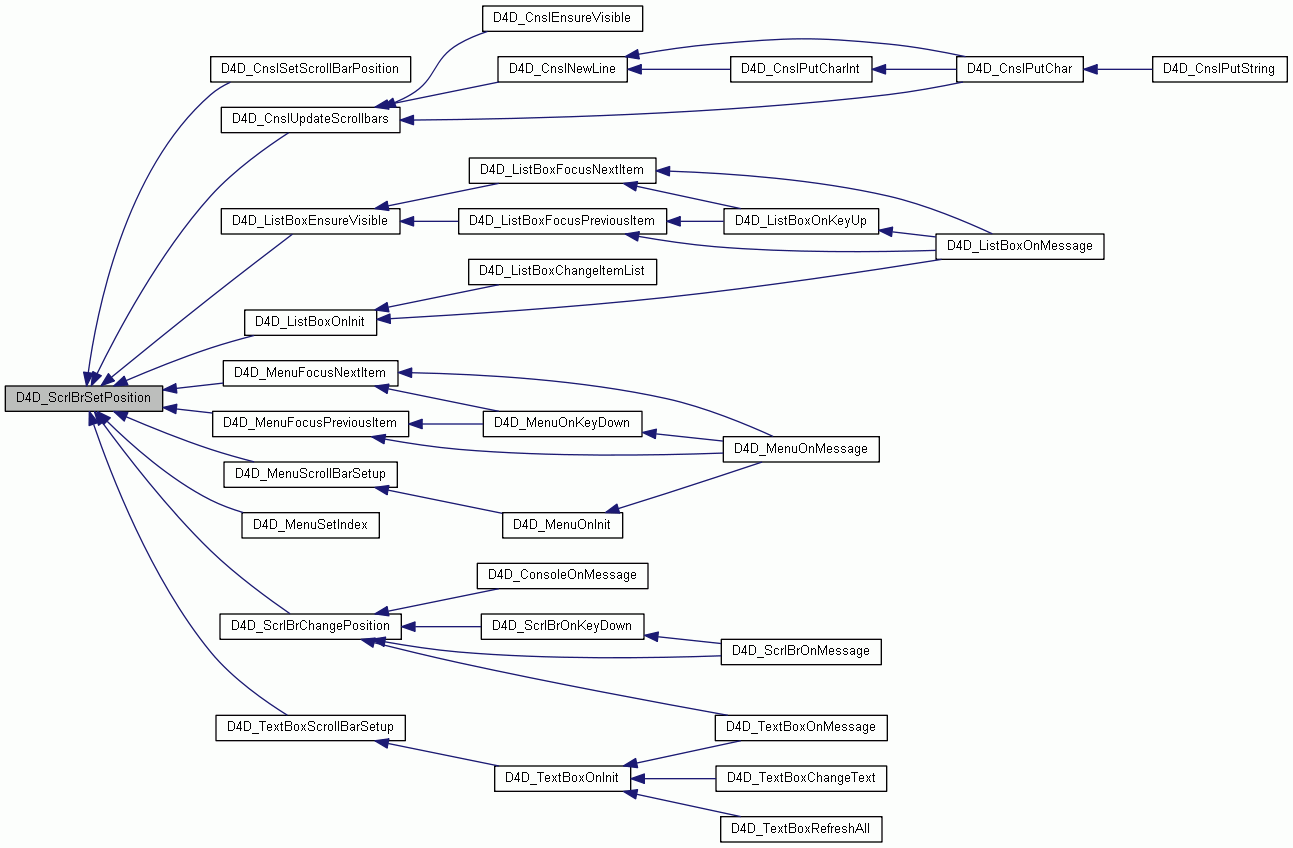 D4D_CnslEnsureVisible
D4D_CnslSetScrollBarPosition
D4D_CnslNewLine
D4D_CnslPutCharInt
D4D_CnslPutChar
D4D_CnslPutString
D4D_CnslUpdateScrollbars
D4D_ListBoxFocusNextItem
D4D_ListBoxEnsureVisible
D4D_ListBoxFocusPreviousItem
D4D_ListBoxOnKeyUp
D4D_ListBoxOnMessage
D4D_ListBoxChangeItemList
D4D_ListBoxOnInit
D4D_MenuFocusNextItem
D4D_ScrlBrSetPosition
D4D_MenuFocusPreviousItem
D4D_MenuOnKeyDown
D4D_MenuOnMessage
D4D_MenuScrollBarSetup
D4D_MenuSetIndex
D4D_MenuOnInit
D4D_ConsoleOnMessage
D4D_ScrlBrChangePosition
D4D_ScrlBrOnKeyDown
D4D_ScrlBrOnMessage
D4D_TextBoxScrollBarSetup
D4D_TextBoxOnMessage
D4D_TextBoxOnInit
D4D_TextBoxChangeText
D4D_TextBoxRefreshAll